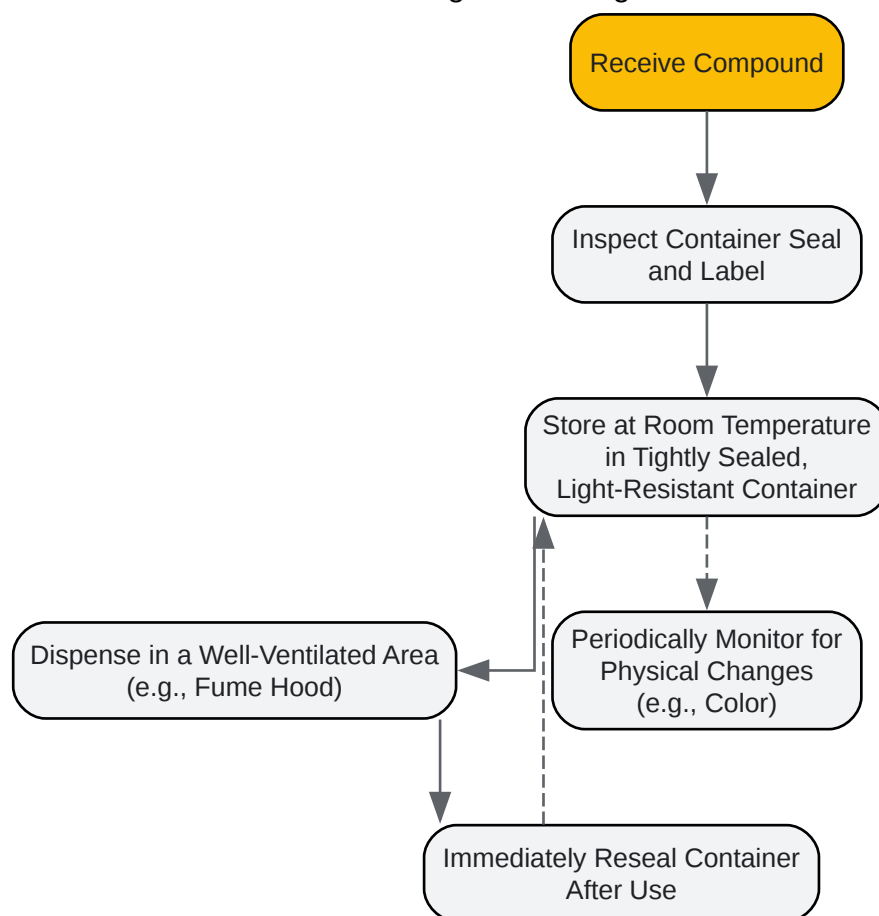 Receive Compound
Inspect Container Seal
and Label
Store at Room Temperature
in Tightly Sealed,
Light-Resistant Container
Dispense in a Well-Ventilated Area
(e.g., Fume Hood)
Periodically Monitor for
Physical Changes
(e.g., Color)
Immediately Reseal Container
After Use